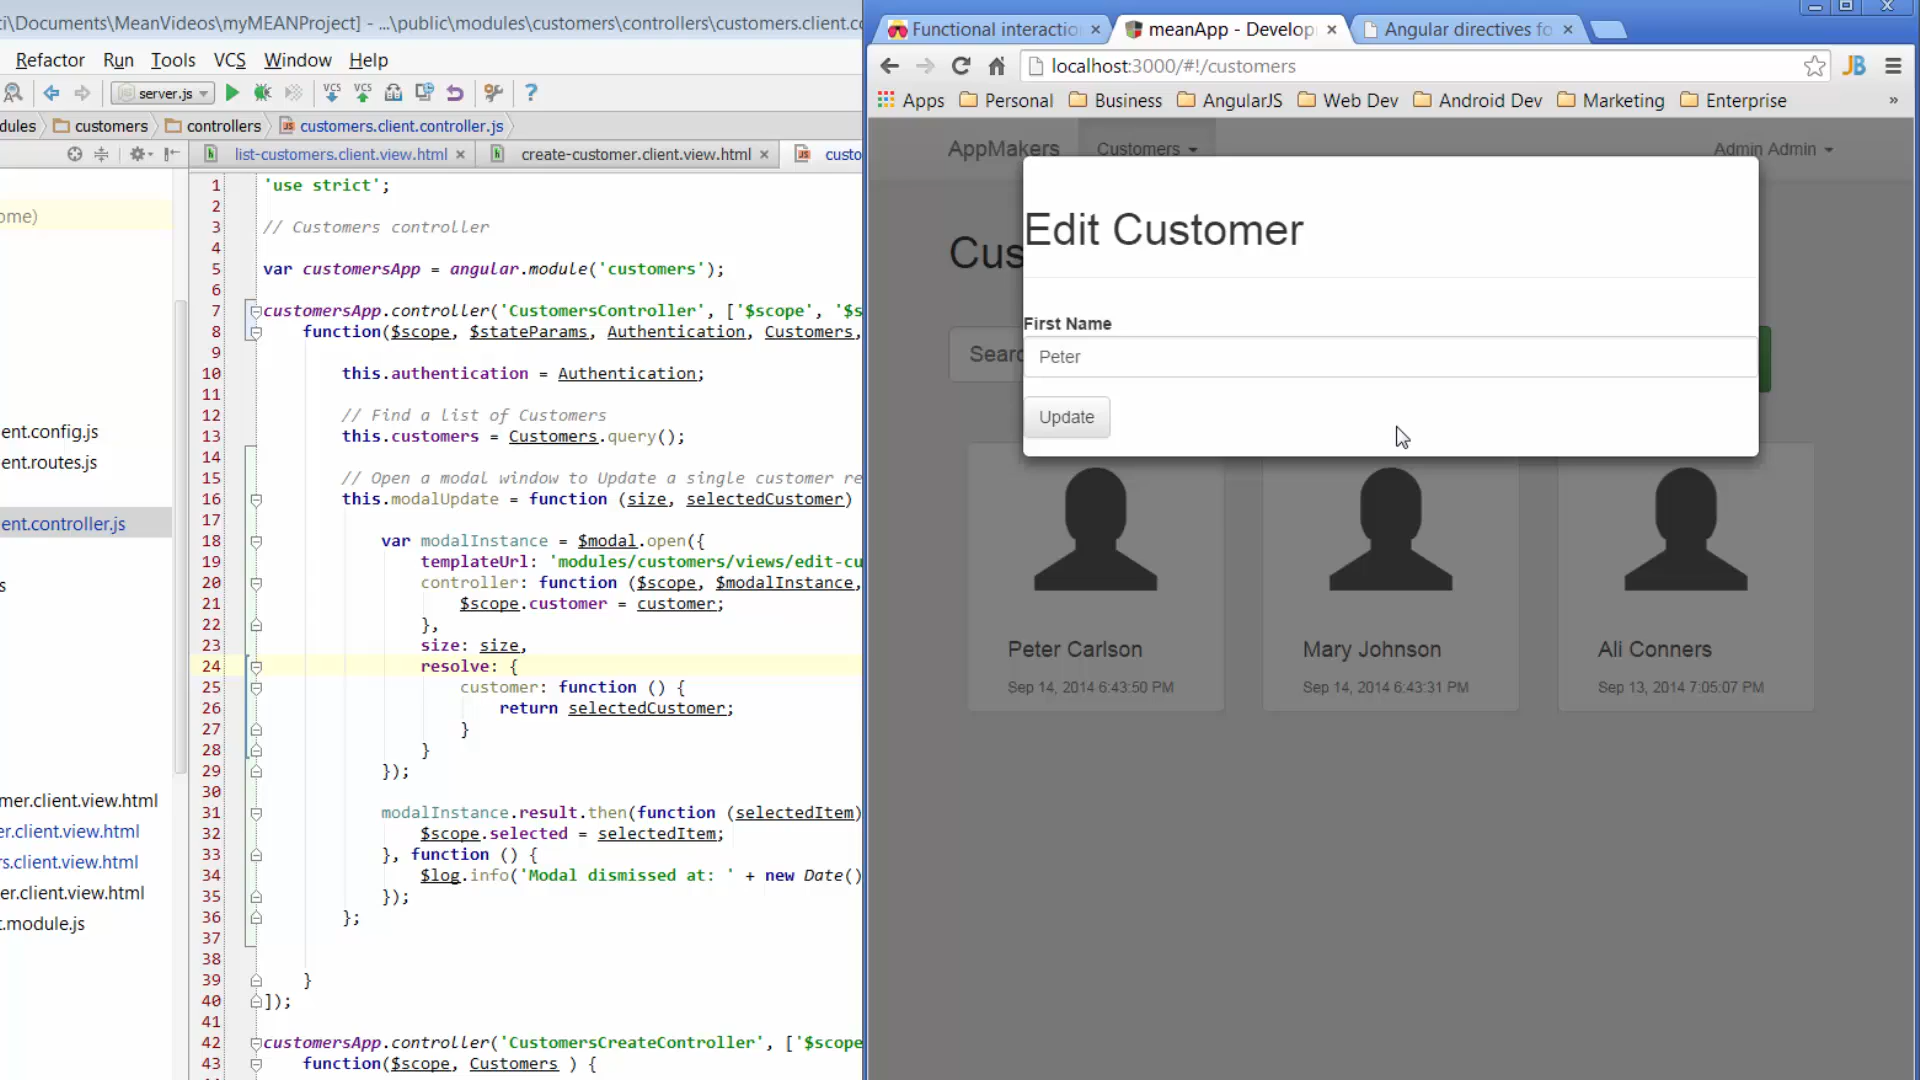 ti\Documents\MeanVideos\myMEANProject] - ...\public\modules\customers\controllers\customers.client.co
Refactor Run Tools VCS Window Help
server.js
VCS VCS
dules customers controllers customers.client.controller.js
list-customers.client.view.html create-customer.client.view.html custo
ome)
ent.config.js
ent.routes.js
ent.controller.js
s
mer.client.view.html
er.client.view.html
rs.client.view.html
er.client.view.html
t.module.js
1 'use strict';
2
3 // Customers controller
4
5 var customersApp = angular.module('customers');
6
7 customersApp.controller('CustomersController', ['$scope', '$s
8 function($scope, $stateParams, Authentication, Customers,
9
10 this.authentication = Authentication;
11
12 // Find a list of Customers
13 this.customers = Customers.query();
14
15 // Open a modal window to Update a single customer re
16 this.modalUpdate = function (size, selectedCustomer)
17
18 var modalInstance = $modal.open({
19 templateUrl: 'modules/customers/views/edit-cu
20 controller: function ($scope, $modalInstance,
21 $scope.customer = customer;
22 },
23 size: size,
24 resolve: {
25 customer: function () {
26 return selectedCustomer;
27 }
28 }
29 });
30
31 modalInstance.result.then(function (selectedItem)
32 $scope.selected = selectedItem;
33 }, function () {
34 $log.info('Modal dismissed at: ' + new Date()
35 });
36 };
37
38
39 }
40 ]);
41
42 customersApp.controller('CustomersCreateController', ['$scope
43 function($scope, Customers ) {
Functional interactio meanApp - Develop Angular directives fo
localhost:3000/#!/customers
JB
Apps Personal Business AngularJS Web Dev Android Dev Marketing Enterprise »
AppMakers Customers Admin Admin
Cus
Searc
Edit Customer
First Name
Peter
Update
Peter Carlson
Sep 14, 2014 6:43:50 PM
Mary Johnson
Sep 14, 2014 6:43:31 PM
Ali Conners
Sep 13, 2014 7:05:07 PM